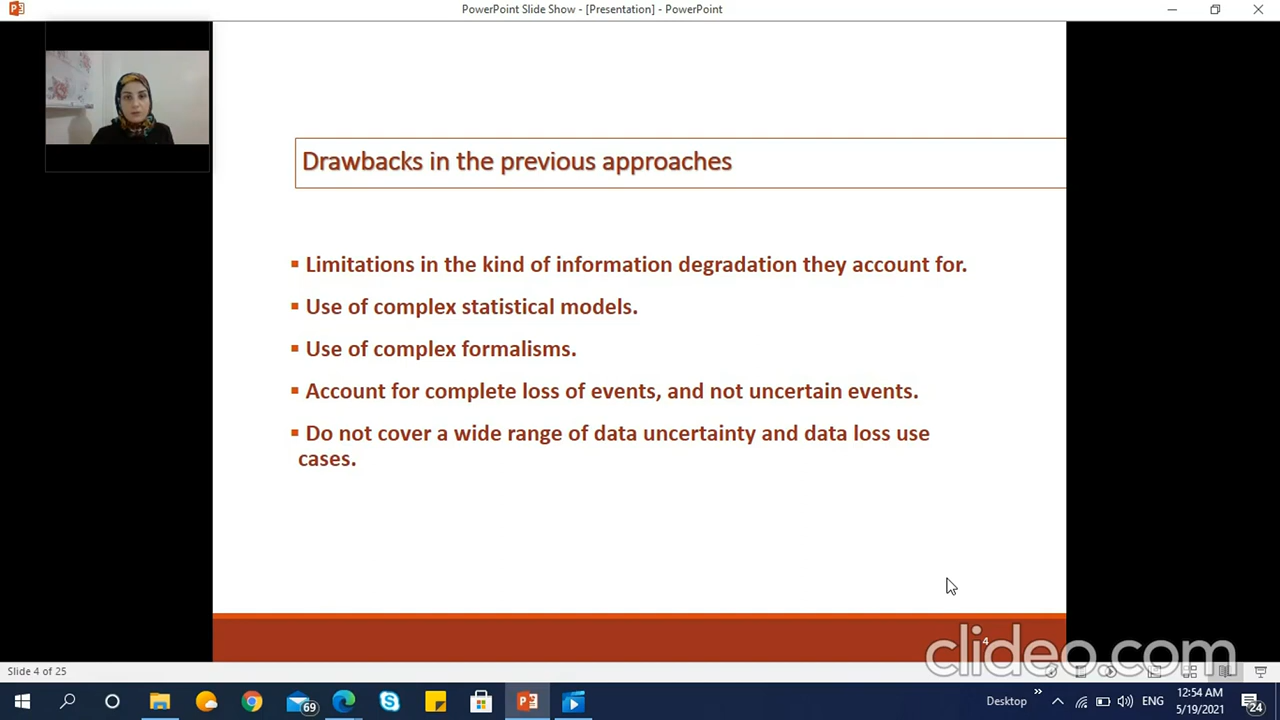 PowerPoint Slide Show - [Presentation] - PowerPoint
Drawbacks in the previous approaches
▪ Limitations in the kind of information degradation they account for.
▪ Use of complex statistical models.
▪ Use of complex formalisms.
▪ Account for complete loss of events, and not uncertain events.
▪ Do not cover a wide range of data uncertainty and data loss use
cases.
4
clideo.com
Slide 4 of 25
69
Desktop
ENG
12:54 AM
5/19/2021
24